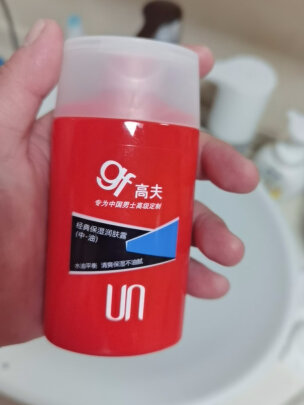 gf 高夫
专为中国男士高级定制
经典保湿润肤露
(中-油)
水油平衡 清爽保湿不油腻
un